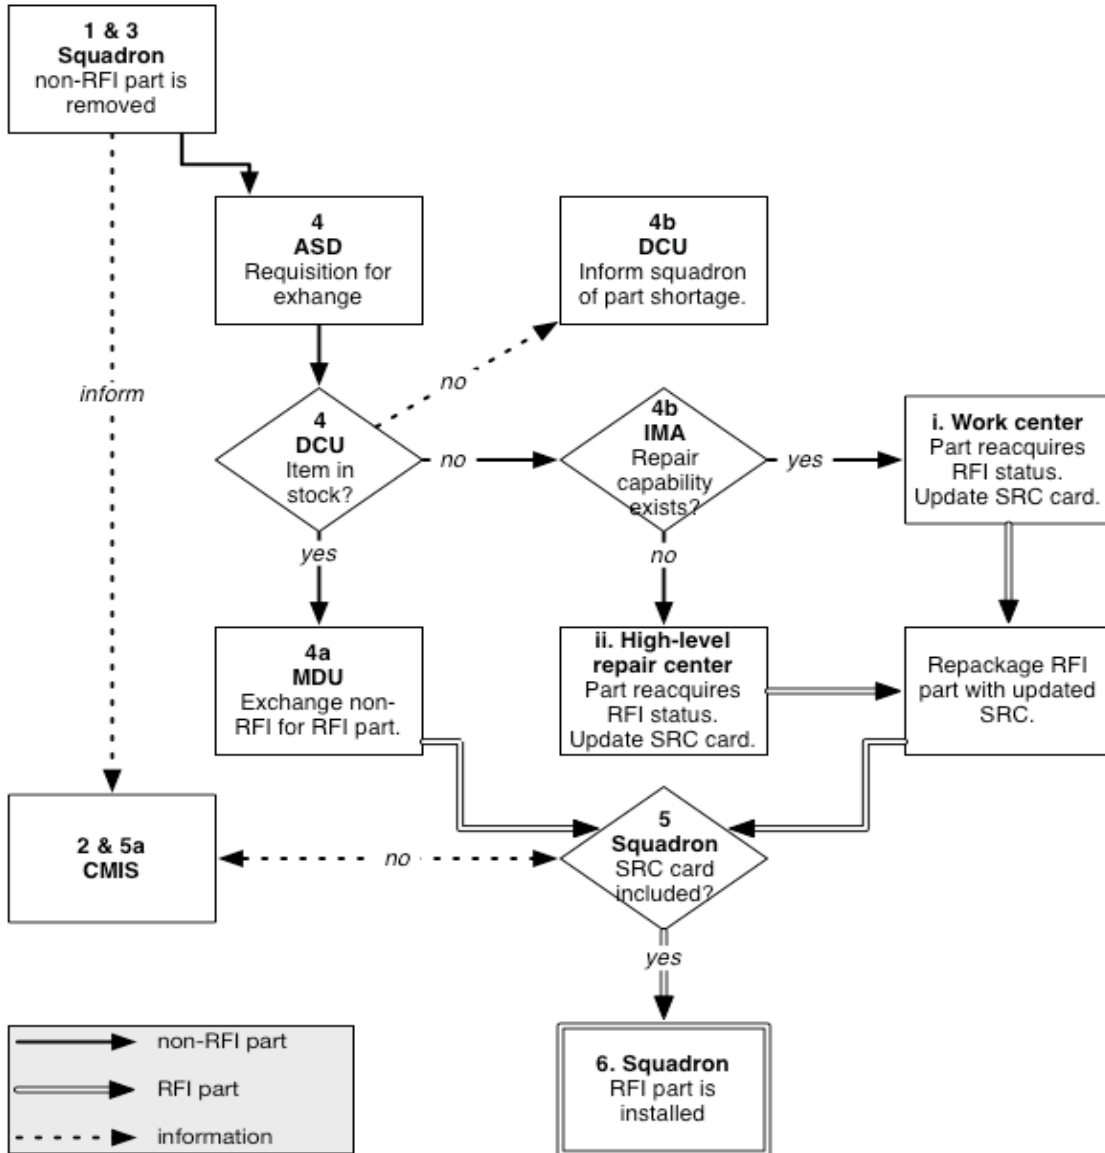 1 & 3
Squadron
non-RFI part is
removed
4
ASD
Requisition for
exhange
4b
DCU
Inform squadron
of part shortage.
inform
no
4
DCU
Item in
stock?
no
4b
IMA
Repair
capability
exists?
yes
i. Work center
Part reacquires
RFI status.
Update SRC card.
yes
no
4a
MDU
Exchange non-
RFI for RFI part.
ii. High-level
repair center
Part reacquires
RFI status.
Update SRC card.
Repackage RFI
part with updated
SRC.
2 & 5a
CMIS
no
5
Squadron
SRC card
included?
yes
6. Squadron
RFI part is
installed
non-RFI part
RFI part
information